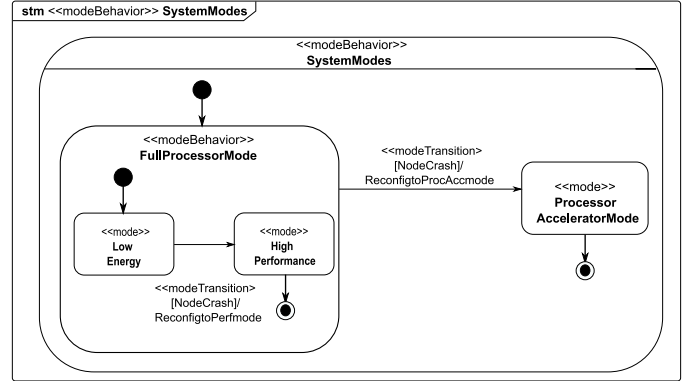 stm <<modeBehavior>> SystemModes
<<modeBehavior>>
SystemModes
<<modeBehavior>>
FullProcessorMode
<<mode>>
Low
Energy
<<mode>>
High
Performance
<<modeTransition>
[NodeCrash]/
ReconfigtoPerfmode
<<modeTransition>
[NodeCrash]/
ReconfigtoProcAccmode
<<mode>>
Processor
AcceleratorMode